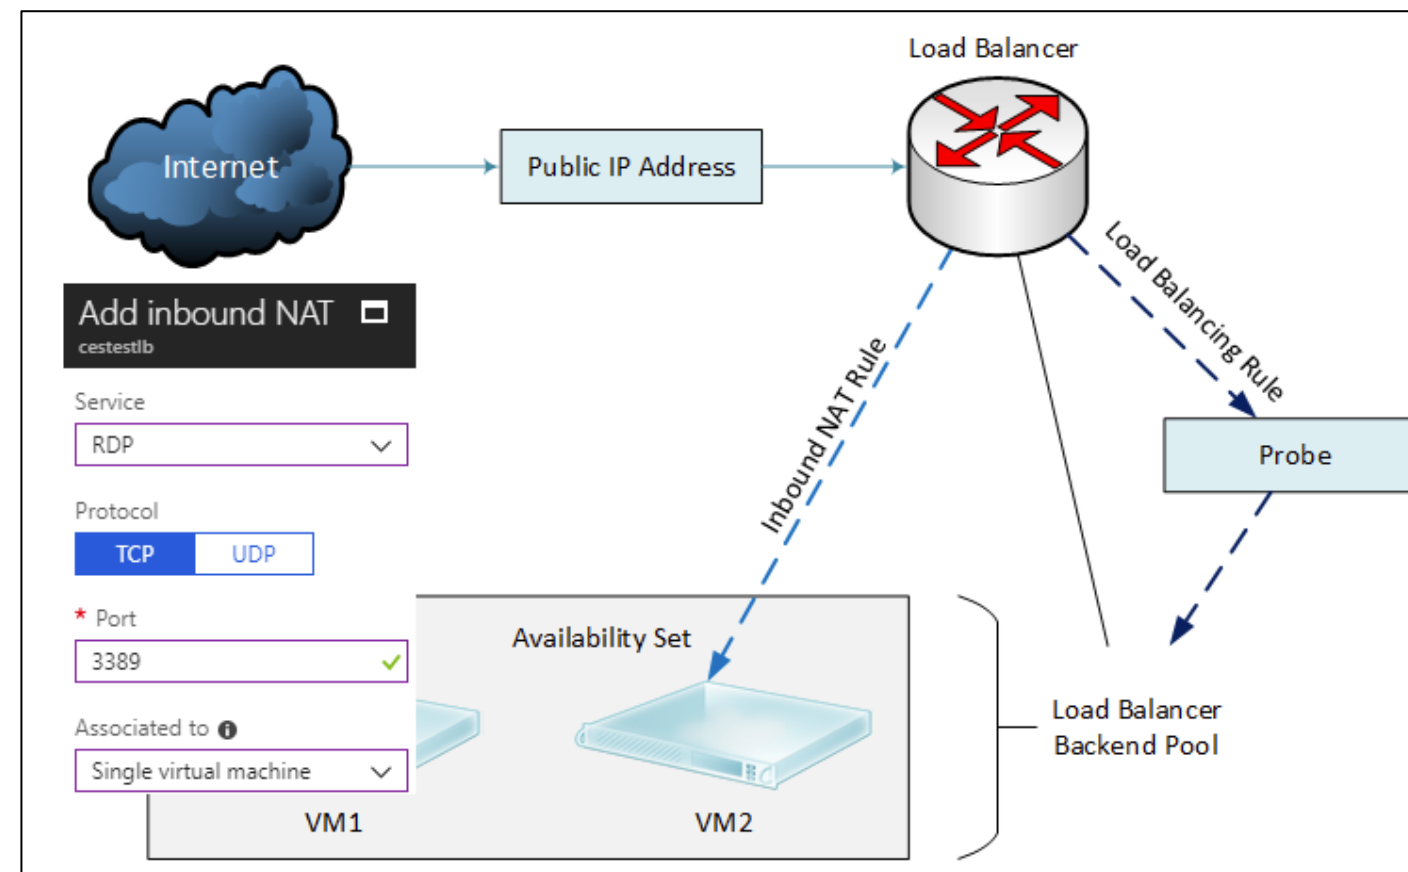 Load Balancer
Internet
Public IP Address
Load Balancing Rule
Add inbound NAT
cestestlb
Inbound NAT Rule
Service
RDP
Probe
Protocol
TCP UDP
* Port
3389
Availability Set
Associated to
Single virtual machine
Load Balancer
Backend Pool
VM1
VM2